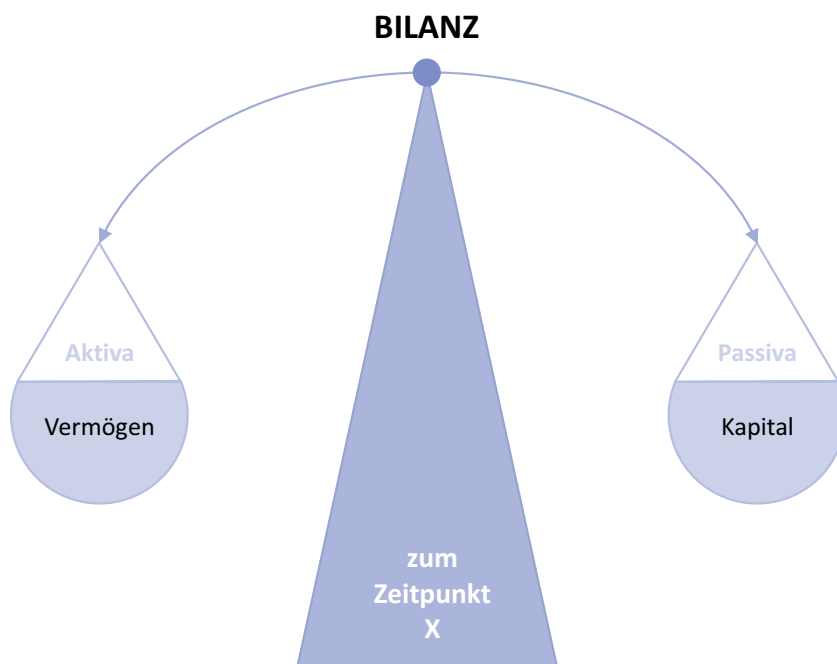 BILANZ
Aktiva
Passiva
Vermögen
Kapital
zum
Zeitpunkt
X